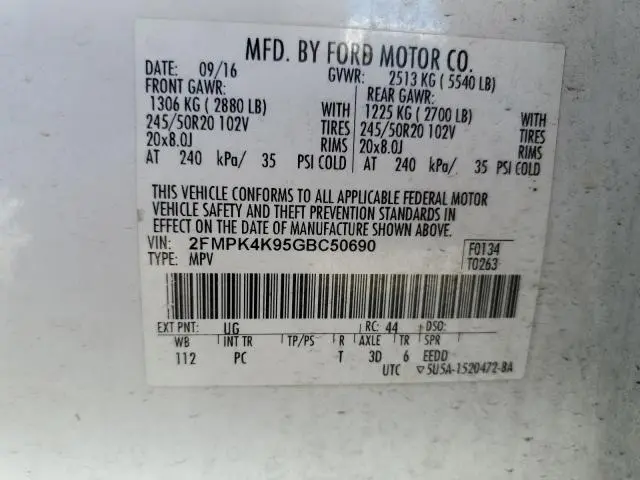 MFD. BY FORD MOTOR CO.
DATE: 09/16 GVWR: 2513 KG ( 5540 LB)
FRONT GAWR: REAR GAWR:
1306 KG ( 2880 LB) WITH 1225 KG ( 2700 LB) WITH
245/50R20 102V TIRES 245/50R20 102V TIRES
20x8.0J RIMS 20x8.0J RIMS
AT 240 kPa/ 35 PSI COLD AT 240 kPa/ 35 PSI COLD
THIS VEHICLE CONFORMS TO ALL APPLICABLE FEDERAL MOTOR
VEHICLE SAFETY AND THEFT PREVENTION STANDARDS IN
EFFECT ON THE DATE OF MANUFACTURE SHOWN ABOVE.
VIN: 2FMPK4K95GBC50690 F0134
TYPE: MPV T0263
EXT PNT: UG RC: 44 DSO:
WB INT TR TP/PS R AXLE TR SPR
112 PC T 3D 6 EEDD
UTC ▽5U5A-1520472-BA